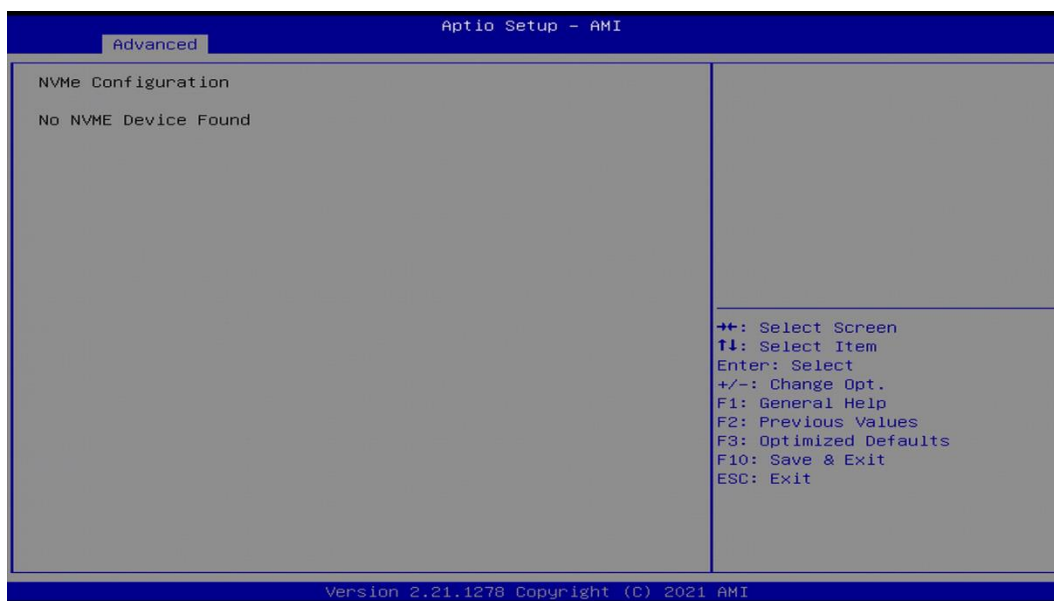 Aptio Setup – AMI
Advanced
NVMe Configuration
No NVME Device Found
→←: Select Screen
↑↓: Select Item
Enter: Select
+/-: Change Opt.
F1: General Help
F2: Previous Values
F3: Optimized Defaults
F10: Save & Exit
ESC: Exit
Version 2.21.1278 Copyright (C) 2021 AMI